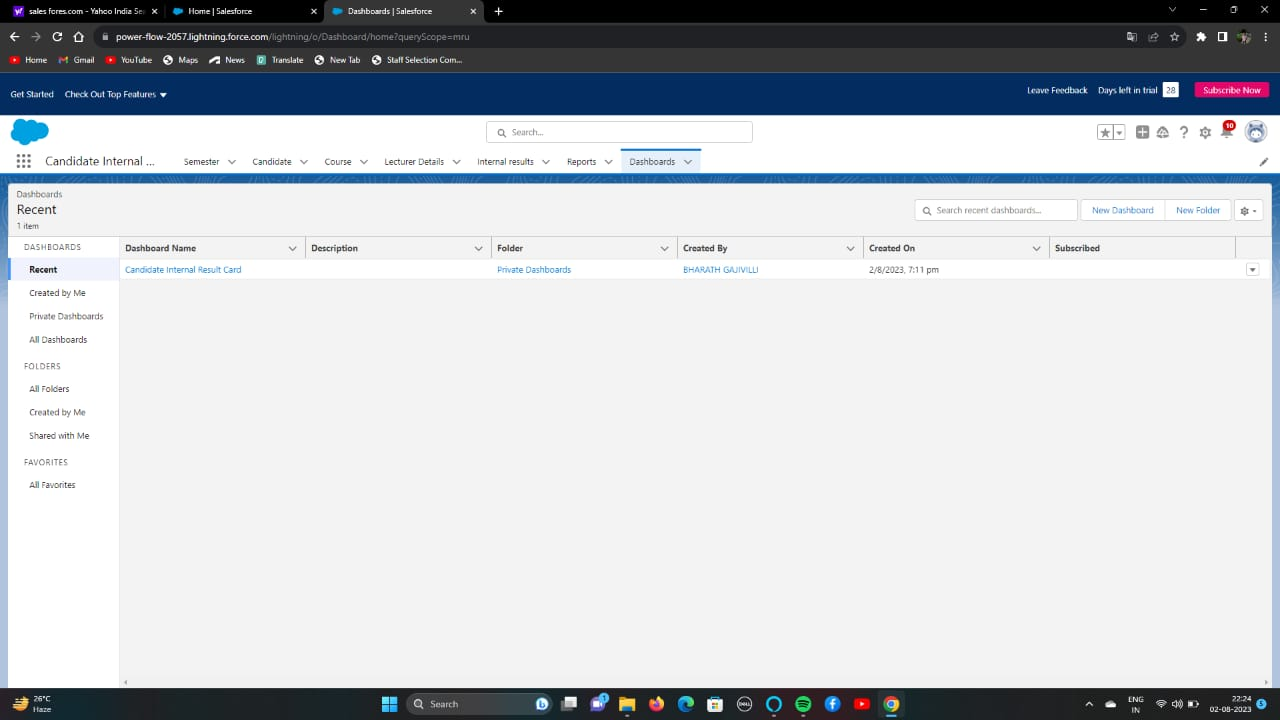 sales fores.com - Yahoo India Se
Home | Salesforce
Dashboards | Salesforce
power-flow-2057.lightning.force.com/lightning/o/Dashboard/home?queryScope=mru
Home Gmail YouTube Maps News Translate New Tab Staff Selection Com...
Get Started Check Out Top Features Leave Feedback Days left in trial 28 Subscribe Now
Search... 10
Candidate Internal ... Semester Candidate Course Lecturer Details Internal results Reports Dashboards
Dashboards
Recent
1 item
Search recent dashboards... New Dashboard New Folder
DASHBOARDS
Dashboard Name Description Folder Created By Created On Subscribed
Recent
Candidate Internal Result Card Private Dashboards BHARATH GAJIVILLI 2/8/2023, 7:11 pm
Created by Me
Private Dashboards
All Dashboards
FOLDERS
All Folders
Created by Me
Shared with Me
FAVORITES
All Favorites
26°C
Haze
Search
1
DELL
ENG
IN
22:24
02-08-2023
5